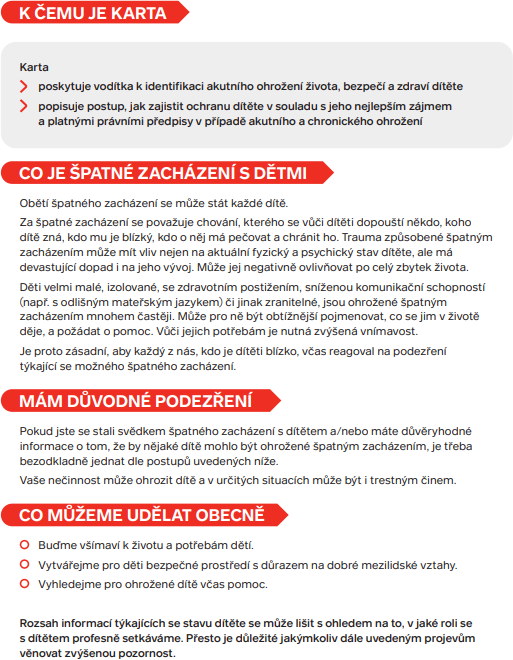 K ČEMU JE KARTA
Karta
poskytuje vodítka k identifikaci akutního ohrožení života, bezpečí a zdraví dítěte
popisuje postup, jak zajistit ochranu dítěte v souladu s jeho nejlepším zájmem
a platnými právními předpisy v případě akutního a chronického ohrožení
CO JE ŠPATNÉ ZACHÁZENÍ S DĚTMI
Obětí špatného zacházení se může stát každé dítě.
Za špatné zacházení se považuje chování, kterého se vůči dítěti dopouští někdo, koho
dítě zná, kdo mu je blízký, kdo o něj má pečovat a chránit ho. Trauma způsobené špatným
zacházením může mít vliv nejen na aktuální fyzický a psychický stav dítěte, ale má
devastující dopad i na jeho vývoj. Může jej negativně ovlivňovat po celý zbytek života.
Děti velmi malé, izolované, se zdravotním postižením, sníženou komunikační schopností
(např. s odlišným mateřským jazykem) či jinak zranitelné, jsou ohrožené špatným
zacházením mnohem častěji. Může pro ně být obtížnější pojmenovat, co se jim v životě
děje, a požádat o pomoc. Vůči jejich potřebám je nutná zvýšená vnímavost.
Je proto zásadní, aby každý z nás, kdo je dítěti blízko, včas reagoval na podezření
týkající se možného špatného zacházení.
MÁM DŮVODNÉ PODEZŘENÍ
Pokud jste se stali svědkem špatného zacházení s dítětem a/nebo máte důvěryhodné
informace o tom, že by nějaké dítě mohlo být ohrožené špatným zacházením, je třeba
bezodkladně jednat dle postupů uvedených níže.
Vaše nečinnost může ohrozit dítě a v určitých situacích může být i trestným činem.
CO MŮŽEME UDĚLAT OBECNĚ
Buďme všímaví k životu a potřebám dětí.
Vytvářejme pro děti bezpečné prostředí s důrazem na dobré mezilidské vztahy.
Vyhledejme pro ohrožené dítě včas pomoc.
Rozsah informací týkajících se stavu dítěte se může lišit s ohledem na to, v jaké roli se
s dítětem profesně setkáváme. Přesto je důležité jakýmkoliv dále uvedeným projevům
věnovat zvýšenou pozornost.